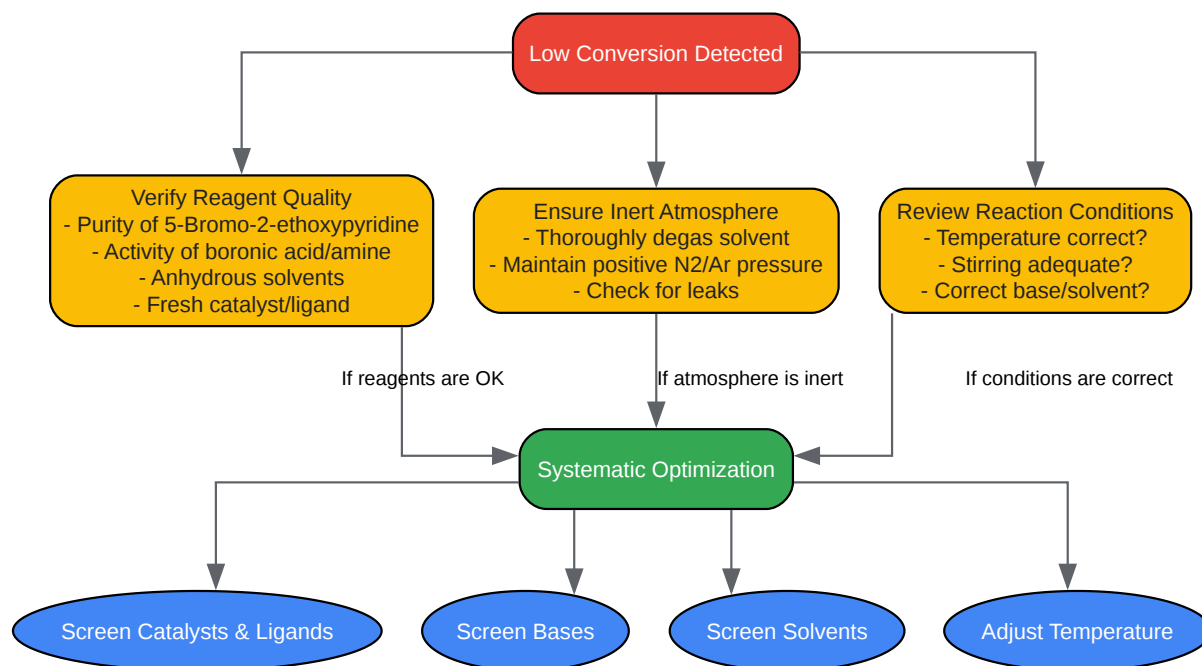 Low Conversion Detected
Verify Reagent Quality
- Purity of 5-Bromo-2-ethoxypyridine
- Activity of boronic acid/amine
- Anhydrous solvents
- Fresh catalyst/ligand
Ensure Inert Atmosphere
- Thoroughly degas solvent
- Maintain positive N2/Ar pressure
- Check for leaks
Review Reaction Conditions
- Temperature correct?
- Stirring adequate?
- Correct base/solvent?
If reagents are OK
If atmosphere is inert
If conditions are correct
Systematic Optimization
Screen Catalysts & Ligands
Screen Bases
Screen Solvents
Adjust Temperature